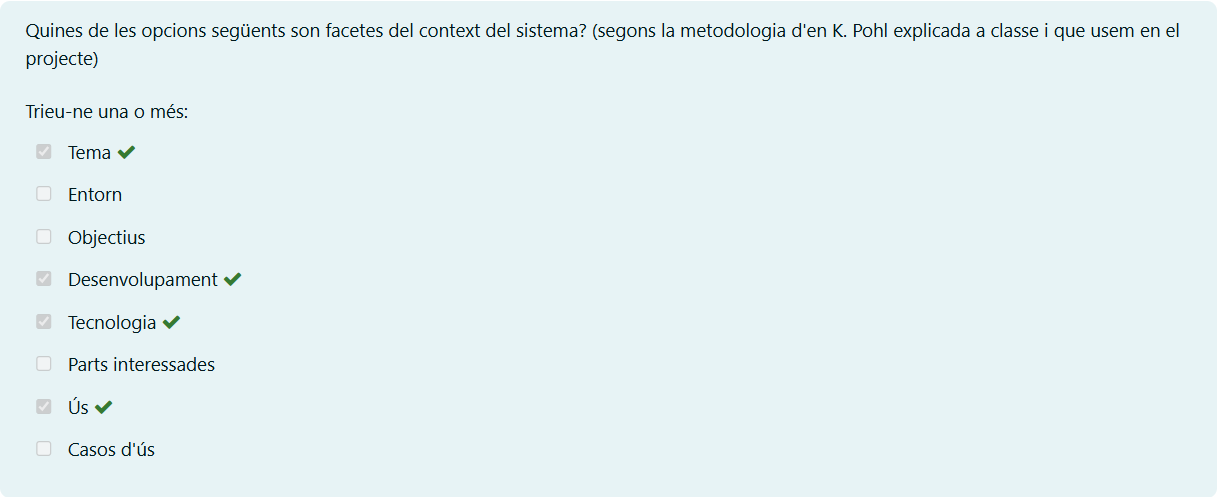 Quines de les opcions següents son facetes del context del sistema? (segons la metodologia d'en K. Pohl explicada a classe i que usem en el
projecte)
Trieu-ne una o més:
Tema
Entorn
Objectius
Desenvolupament
Tecnologia
Parts interessades
Ús
Casos d'ús